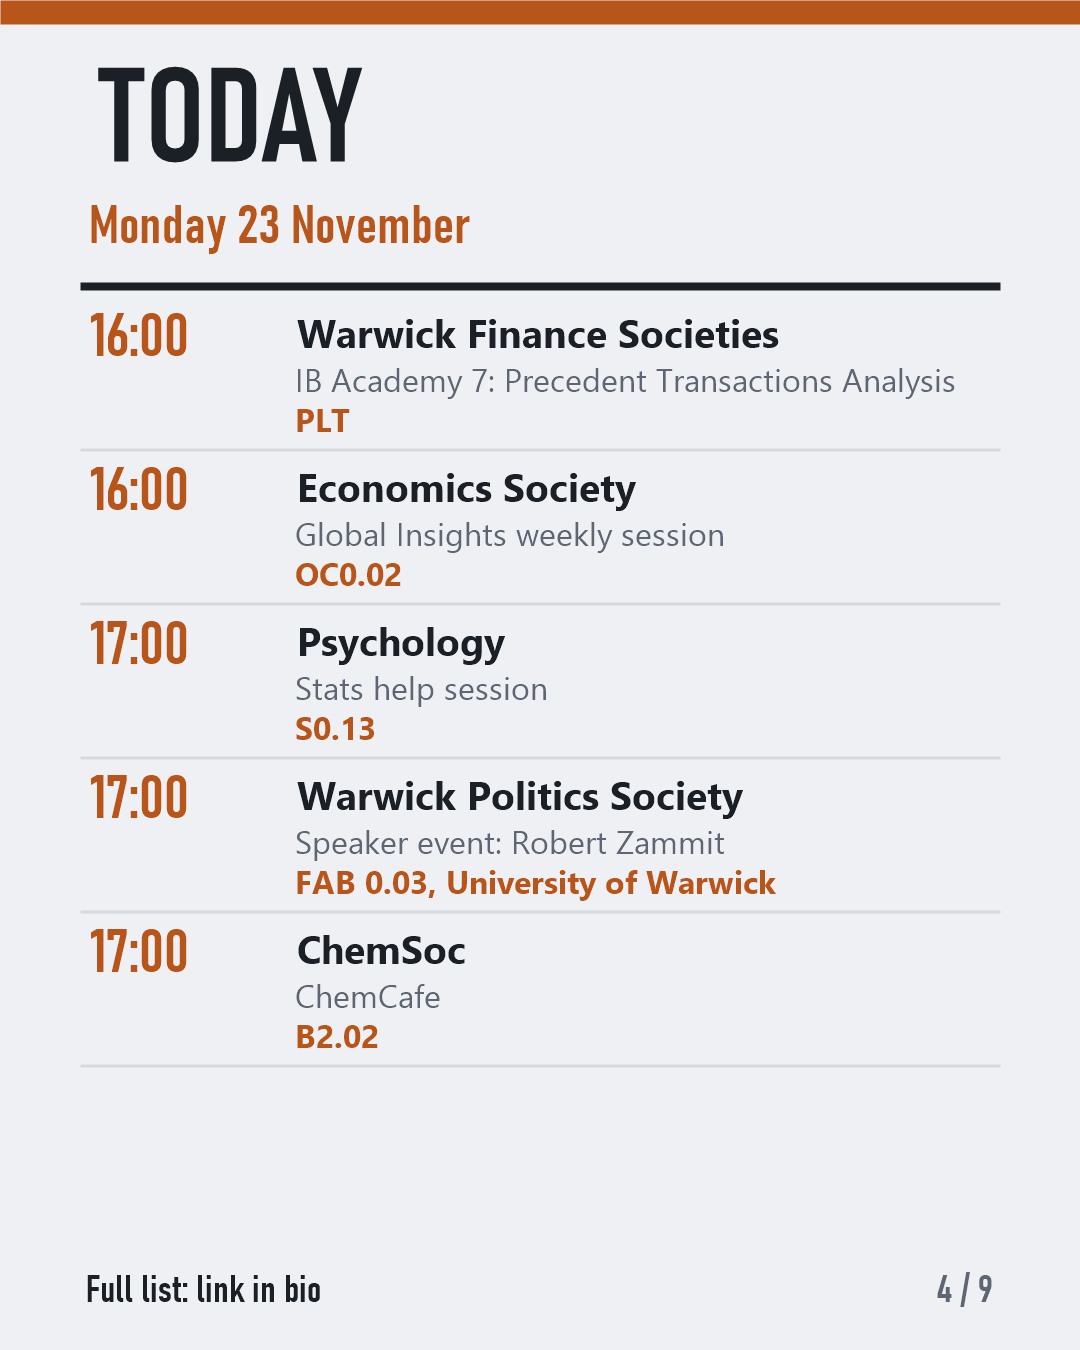 TODAY
Monday 23 November
16:00
Warwick Finance Societies
IB Academy 7: Precedent Transactions Analysis
PLT
16:00
Economics Society
Global Insights weekly session
OC0.02
17:00
Psychology
Stats help session
S0.13
17:00
Warwick Politics Society
Speaker event: Robert Zammit
FAB 0.03, University of Warwick
17:00
ChemSoc
ChemCafe
B2.02
Full list: link in bio
4 / 9